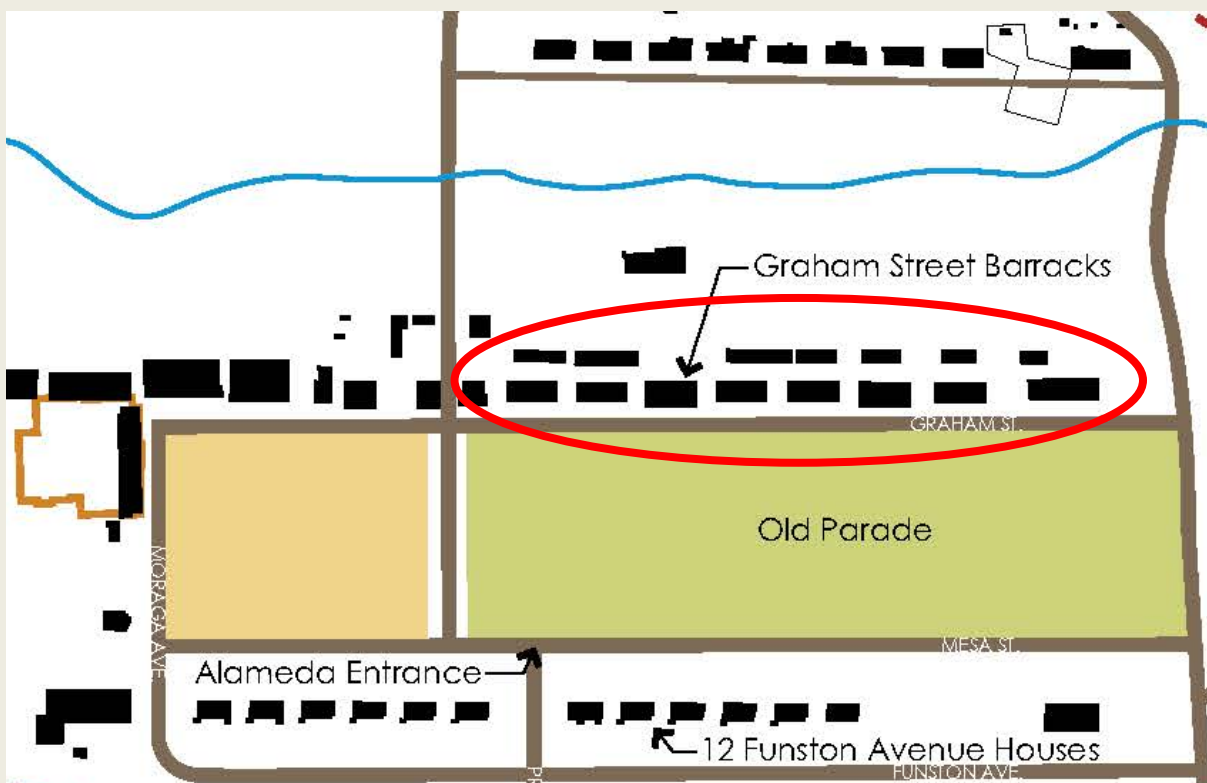 Graham Street Barracks
GRAHAM ST.
Old Parade
MORAGA AVE.
MESA ST.
Alameda Entrance
12 Funston Avenue Houses
FUNSTON AVE.